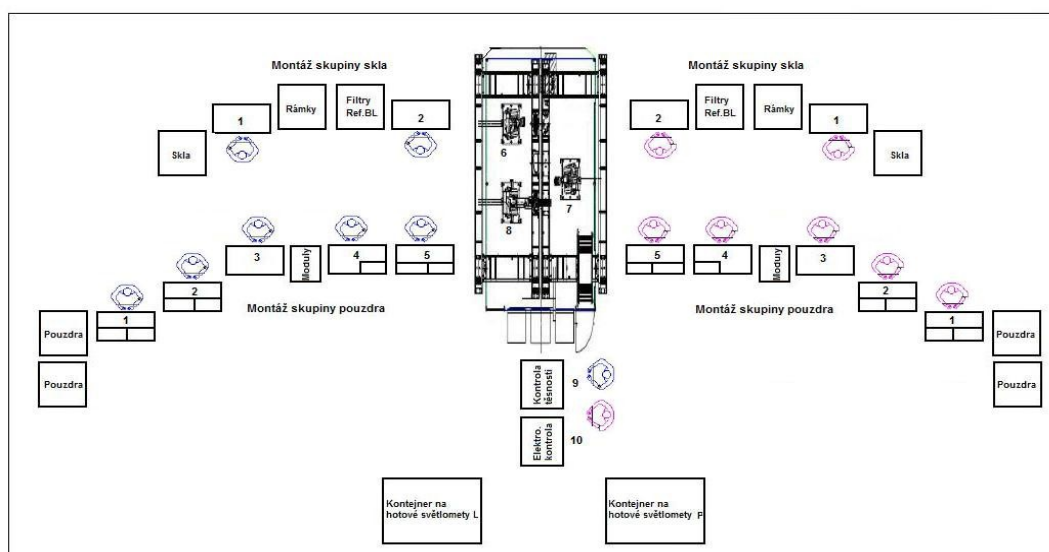 Montáž skupiny skla
Montáž skupiny skla
1
Rámky
Filtry
Ref.BL
2
6
7
8
2
Filtry
Ref.BL
Rámky
1
Skla
Skla
3
Moduly
4
5
5
4
Moduly
3
2
Montáž skupiny pouzdra
Montáž skupiny pouzdra
2
1
1
Pouzdra
Pouzdra
Pouzdra
Pouzdra
Kontrola
těsnosti
9
Elektro.
kontrola
10
Kontejner na
hotové světlomety L
Kontejner na
hotové světlomety P